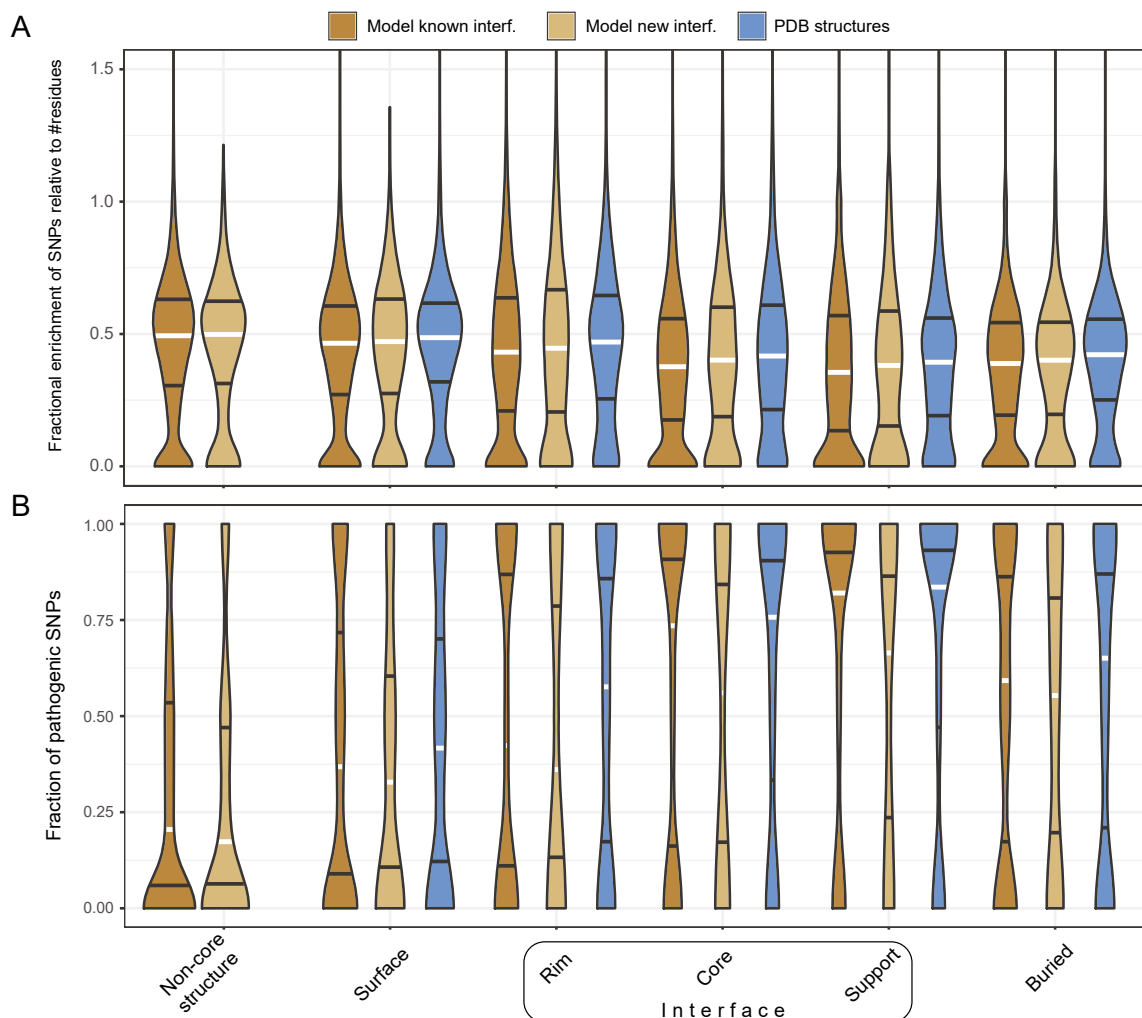 A
Model known interf.
Model new interf.
PDB structures
Fractional enrichment of SNPs relative to #residues
1.5
1.0
0.5
0.0
B
Fraction of pathogenic SNPs
1.00
0.75
0.50
0.25
0.00
Non-core
structure
Surface
Rim
Core
Support
Buried
Interface